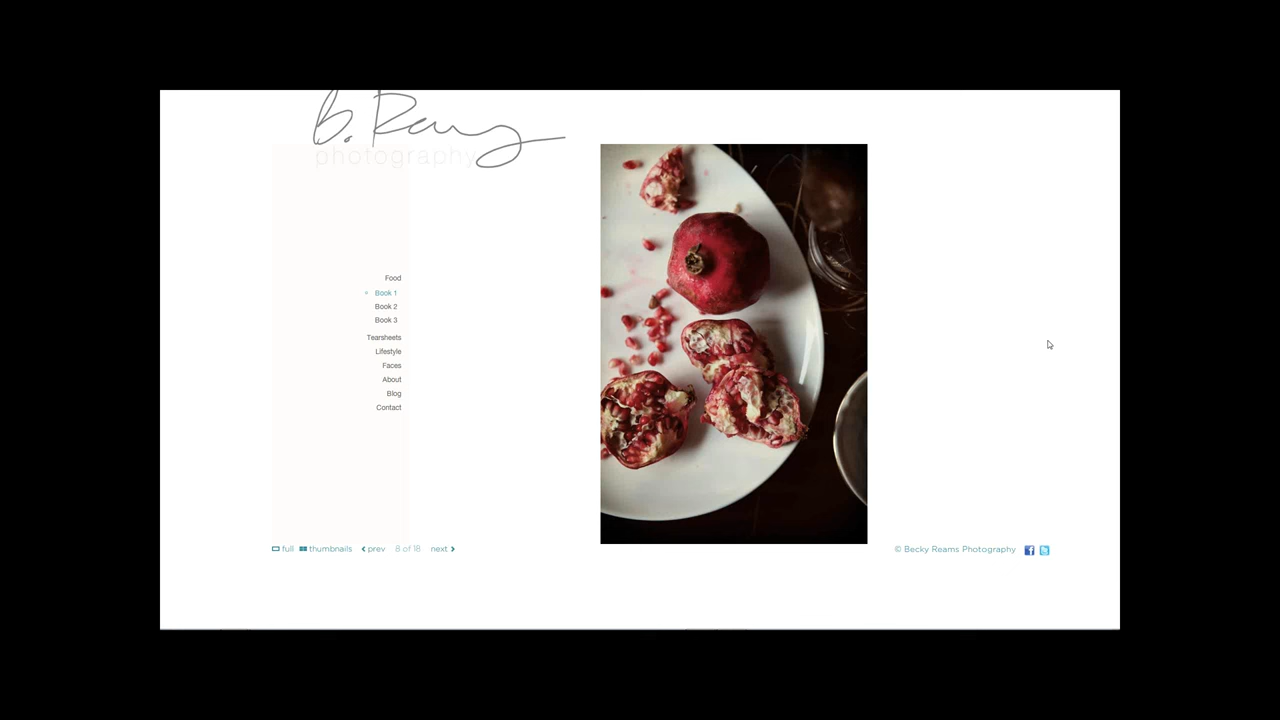 b. Reams
photography
Food
Book 1
Book 2
Book 3
Tearsheets
Lifestyle
Faces
About
Blog
Contact
full thumbnails prev 8 of 18 next
© Becky Reams Photography